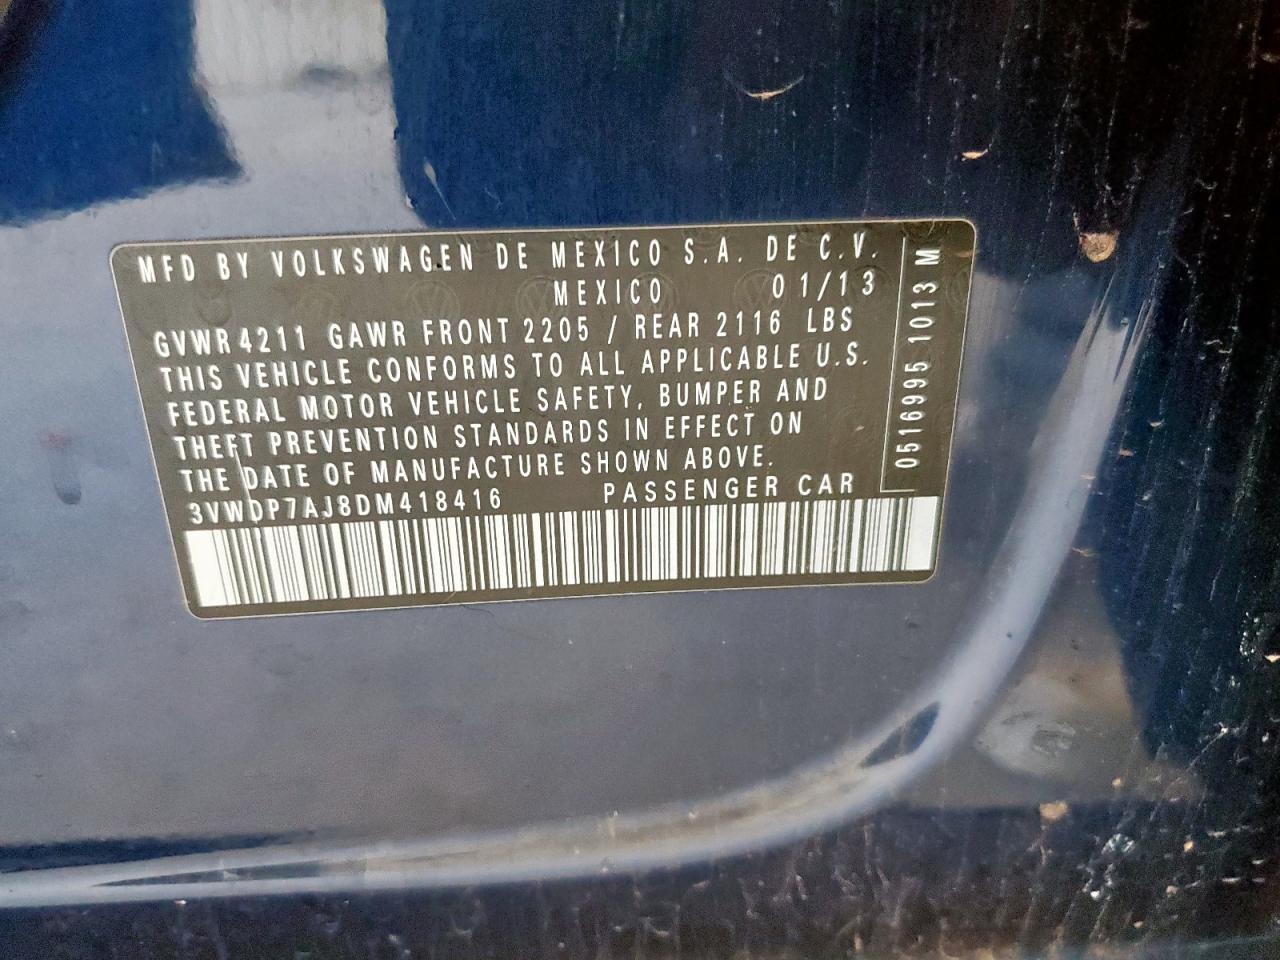 MFD BY VOLKSWAGEN DE MEXICO S.A. DE C.V.
MEXICO 01/13
GVWR 4211 GAWR FRONT 2205 / REAR 2116 LBS
THIS VEHICLE CONFORMS TO ALL APPLICABLE U.S.
FEDERAL MOTOR VEHICLE SAFETY, BUMPER AND
THEFT PREVENTION STANDARDS IN EFFECT ON
THE DATE OF MANUFACTURE SHOWN ABOVE.
3VWDP7AJ8DM418416 PASSENGER CAR
0516995 1013 M